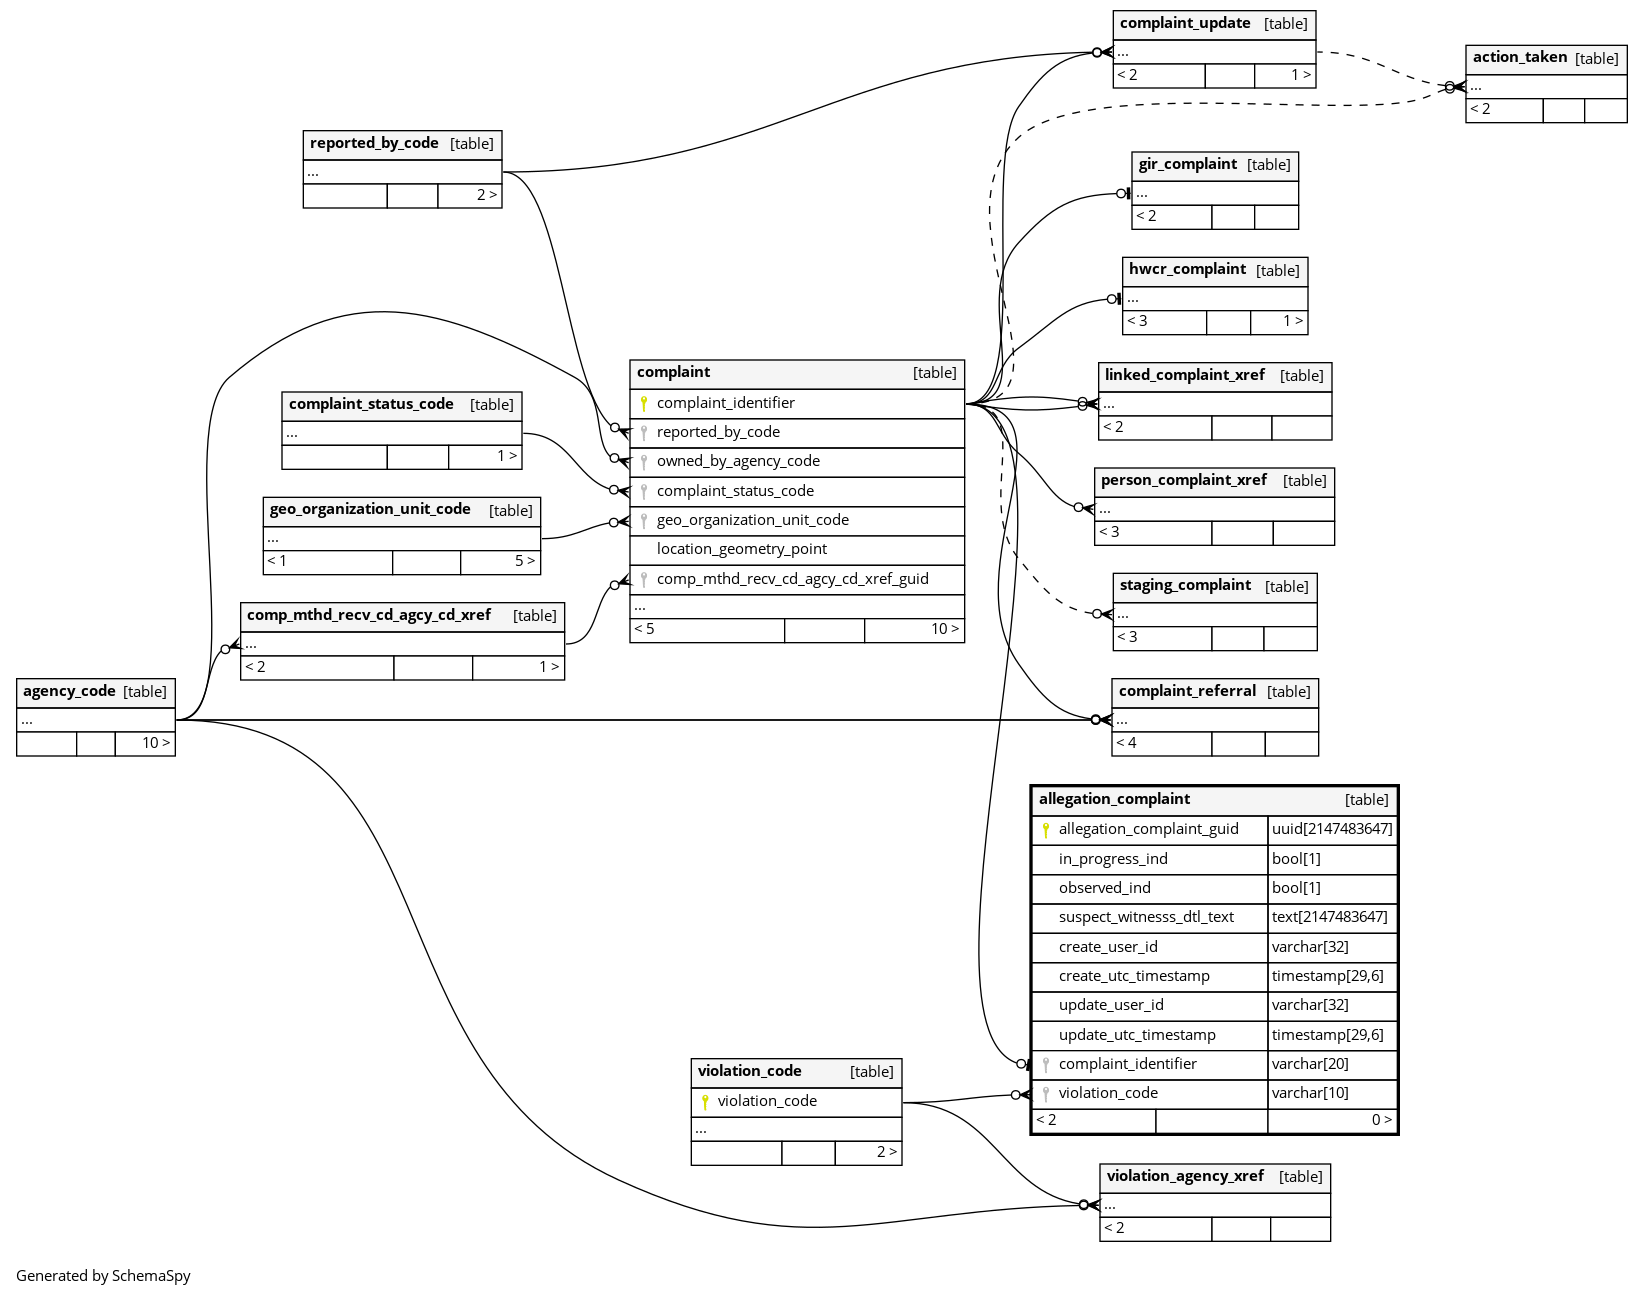 complaint_update [table]
...
< 2 1 >
action_taken [table]
...
< 2
reported_by_code [table]
...
2 >
gir_complaint [table]
...
< 2
hwcr_complaint [table]
...
< 3 1 >
complaint [table]
complaint_identifier
reported_by_code
owned_by_agency_code
complaint_status_code
geo_organization_unit_code
location_geometry_point
comp_mthd_recv_cd_agcy_cd_xref_guid
...
< 5 10 >
linked_complaint_xref [table]
...
< 2
complaint_status_code [table]
...
1 >
person_complaint_xref [table]
...
< 3
geo_organization_unit_code [table]
...
< 1 5 >
staging_complaint [table]
...
< 3
comp_mthd_recv_cd_agcy_cd_xref [table]
...
< 2 1 >
agency_code [table]
...
10 >
complaint_referral [table]
...
< 4
allegation_complaint [table]
allegation_complaint_guid uuid[2147483647]
in_progress_ind bool[1]
observed_ind bool[1]
suspect_witnesss_dtl_text text[2147483647]
create_user_id varchar[32]
create_utc_timestamp timestamp[29,6]
update_user_id varchar[32]
update_utc_timestamp timestamp[29,6]
complaint_identifier varchar[20]
violation_code varchar[10]
< 2 0 >
violation_code [table]
violation_code
...
2 >
violation_agency_xref [table]
...
< 2
Generated by SchemaSpy